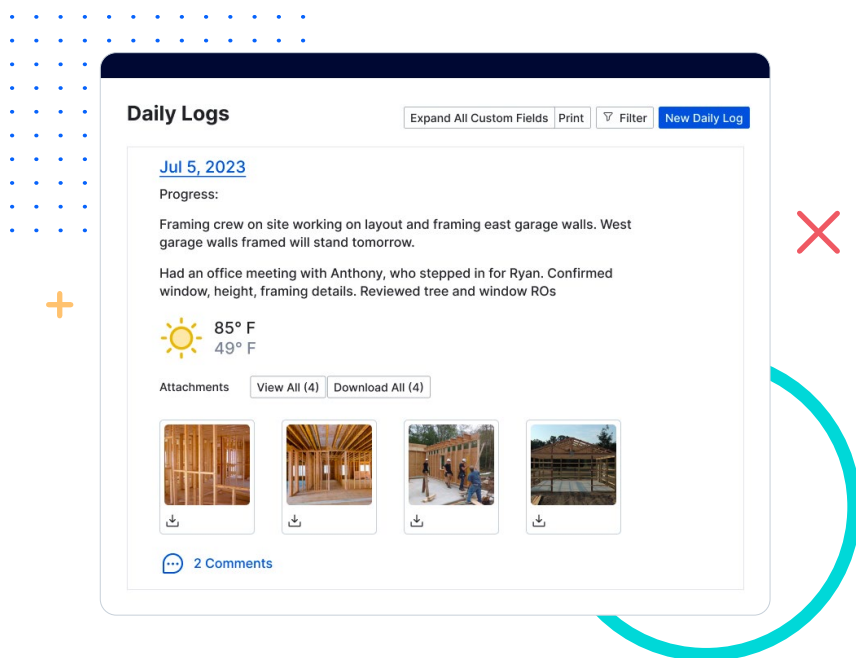 Daily Logs
Expand All Custom Fields Print Filter New Daily Log
Jul 5, 2023
Progress:
Framing crew on site working on layout and framing east garage walls. West
garage walls framed will stand tomorrow.
Had an office meeting with Anthony, who stepped in for Ryan. Confirmed
window, height, framing details. Reviewed tree and window ROs
85° F
49° F
Attachments View All (4) Download All (4)
2 Comments